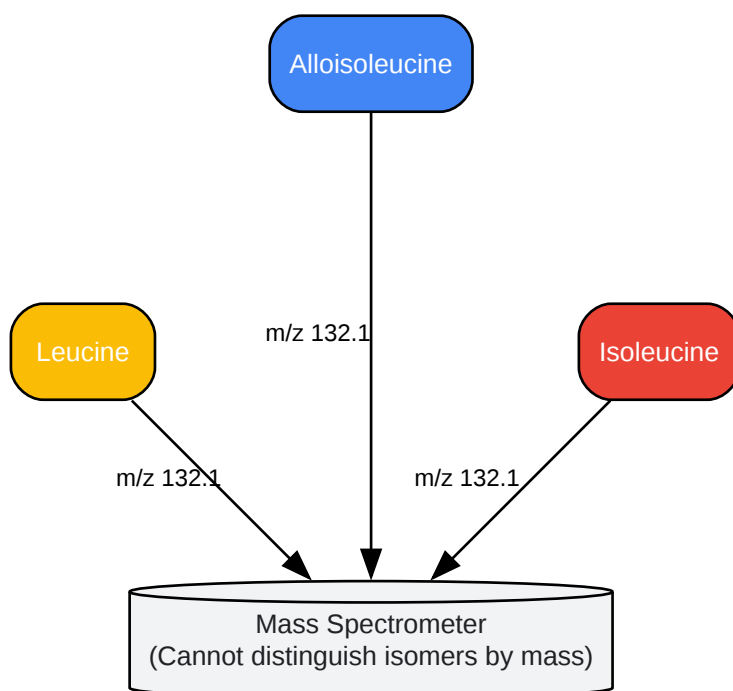 Alloisoleucine
m/z 132.1
Leucine
Isoleucine
m/z 132.1
m/z 132.1
Mass Spectrometer
(Cannot distinguish isomers by mass)